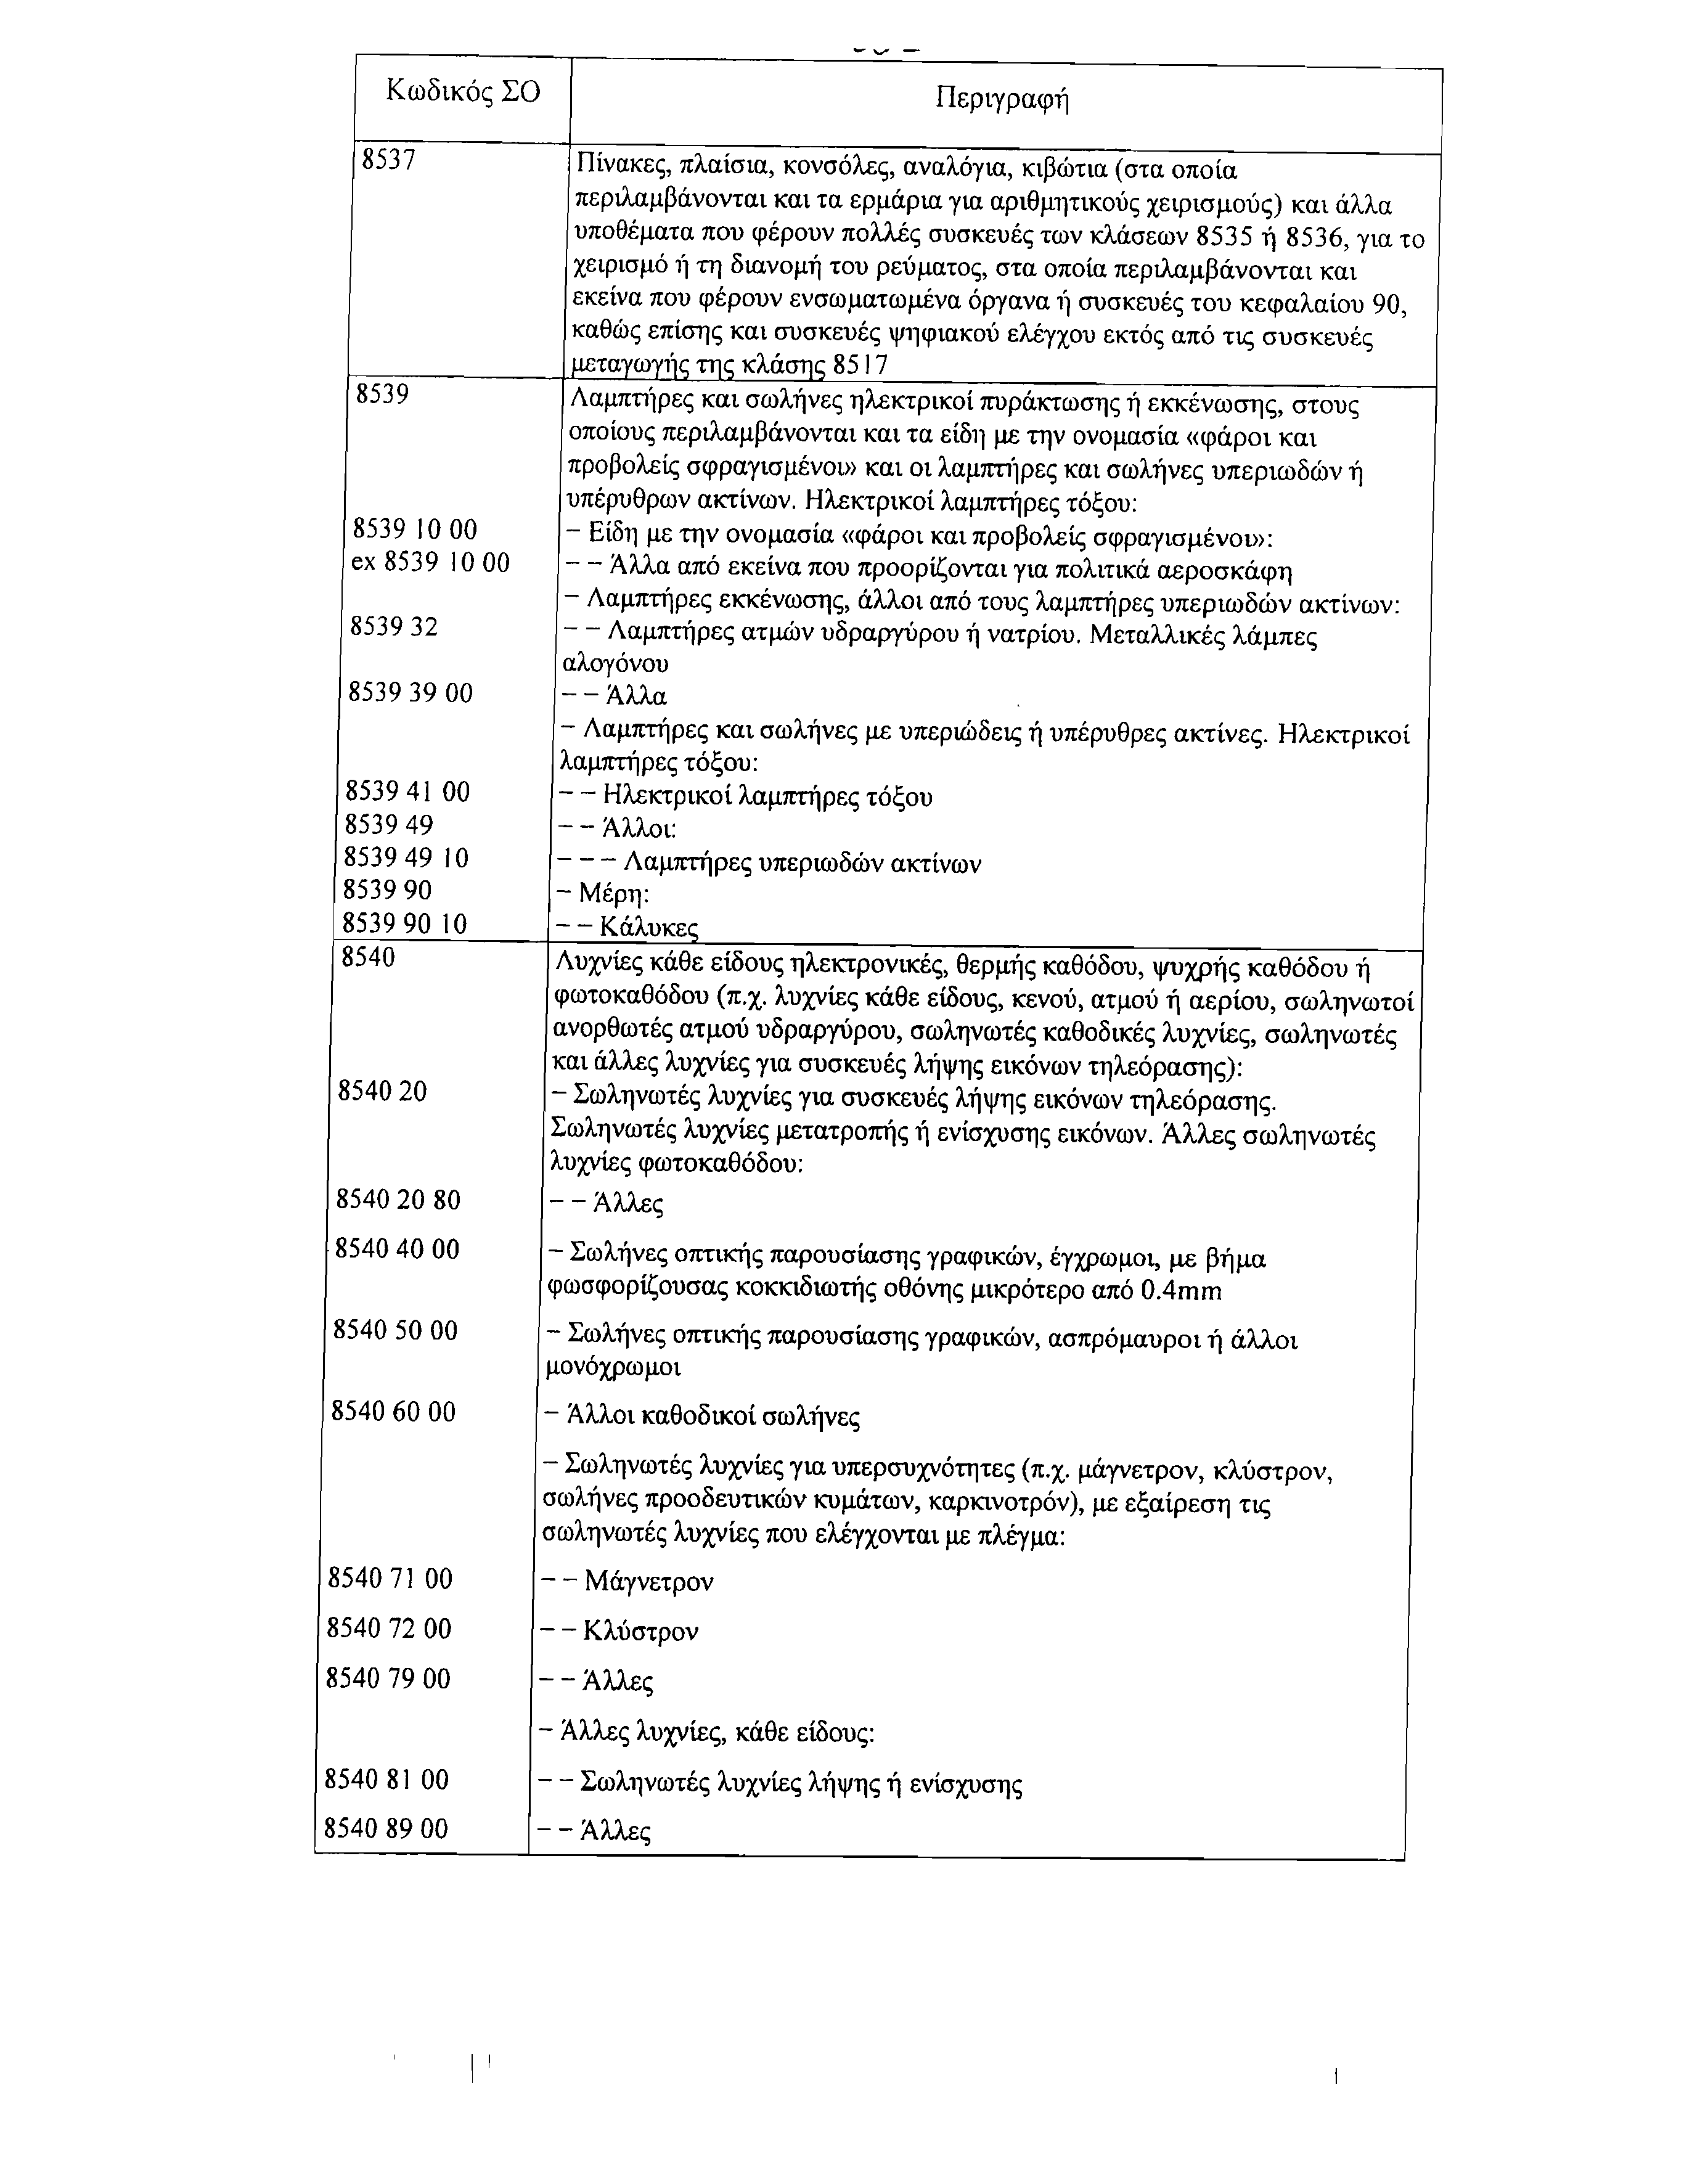 Κωδικός ΣΟ
Περιγραφή
8537
Πίνακες, πλαίσια, κονσόλες, αναλόγια, κιβώτια (στα οποία
περιλαμβάνονται και τα ερμάρια για αριθμητικούς χειρισμούς) και άλλα
υποθέματα που φέρουν πολλές συσκευές των κλάσεων 8535 ή 8536, για το
χειρισμό ή τη διανομή του ρεύματος, στα οποία περιλαμβάνονται και
εκείνα που φέρουν ενσωματωμένα όργανα ή συσκευές του κεφαλαίου 90,
καθώς επίσης και συσκευές ψηφιακού ελέγχου εκτός από τις συσκευές
μεταγωγής της κλάσης 8517
8539
Λαμπτήρες και σωλήνες ηλεκτρικοί πυράκτωσης ή εκκένωσης, στους
οποίους περιλαμβάνονται και τα είδη με την ονομασία «φάροι και
προβολείς σφραγισμένοι» και οι λαμπτήρες και σωλήνες υπεριωδών ή
υπέρυθρων ακτίνων. Ηλεκτρικοί λαμπτήρες τόξου:
8539 10 00 – Είδη με την ονομασία «φάροι και προβολείς σφραγισμένοι»:
ex 8539 10 00 – – Άλλα από εκείνα που προορίζονται για πολιτικά αεροσκάφη
– Λαμπτήρες εκκένωσης, άλλοι από τους λαμπτήρες υπεριωδών ακτίνων:
8539 32 – – Λαμπτήρες ατμών υδραργύρου ή νατρίου. Μεταλλικές λάμπες
αλογόνου
8539 39 00 – – Άλλα
– Λαμπτήρες και σωλήνες με υπεριώδεις ή υπέρυθρες ακτίνες. Ηλεκτρικοί
λαμπτήρες τόξου:
8539 41 00 – – Ηλεκτρικοί λαμπτήρες τόξου
8539 49 – – Άλλοι:
8539 49 10 – – – Λαμπτήρες υπεριωδών ακτίνων
8539 90 – Μέρη:
8539 90 10 – – Κάλυκες
8540
Λυχνίες κάθε είδους ηλεκτρονικές, θερμής καθόδου, ψυχρής καθόδου ή
φωτοκαθόδου (π.χ. λυχνίες κάθε είδους, κενού, ατμού ή αερίου, σωληνωτοί
ανορθωτές ατμού υδραργύρου, σωληνωτές καθοδικές λυχνίες, σωληνωτές
και άλλες λυχνίες για συσκευές λήψης εικόνων τηλεόρασης):
8540 20 – Σωληνωτές λυχνίες για συσκευές λήψης εικόνων τηλεόρασης.
Σωληνωτές λυχνίες μετατροπής ή ενίσχυσης εικόνων. Άλλες σωληνωτές
λυχνίες φωτοκαθόδου:
8540 20 80 – – Άλλες
8540 40 00 – Σωλήνες οπτικής παρουσίασης γραφικών, έγχρωμοι, με βήμα
φωσφορίζουσας κοκκιδιωτής οθόνης μικρότερο από 0.4mm
8540 50 00 – Σωλήνες οπτικής παρουσίασης γραφικών, ασπρόμαυροι ή άλλοι
μονόχρωμοι
8540 60 00 – Άλλοι καθοδικοί σωλήνες
– Σωληνωτές λυχνίες για υπερσυχνότητες (π.χ. μάγνετρον, κλύστρον,
σωλήνες προοδευτικών κυμάτων, καρκινοτρόν), με εξαίρεση τις
σωληνωτές λυχνίες που ελέγχονται με πλέγμα:
8540 71 00 – – Μάγνετρον
8540 72 00 – – Κλύστρον
8540 79 00 – – Άλλες
– Άλλες λυχνίες, κάθε είδους:
8540 81 00 – – Σωληνωτές λυχνίες λήψης ή ενίσχυσης
8540 89 00 – – Άλλες